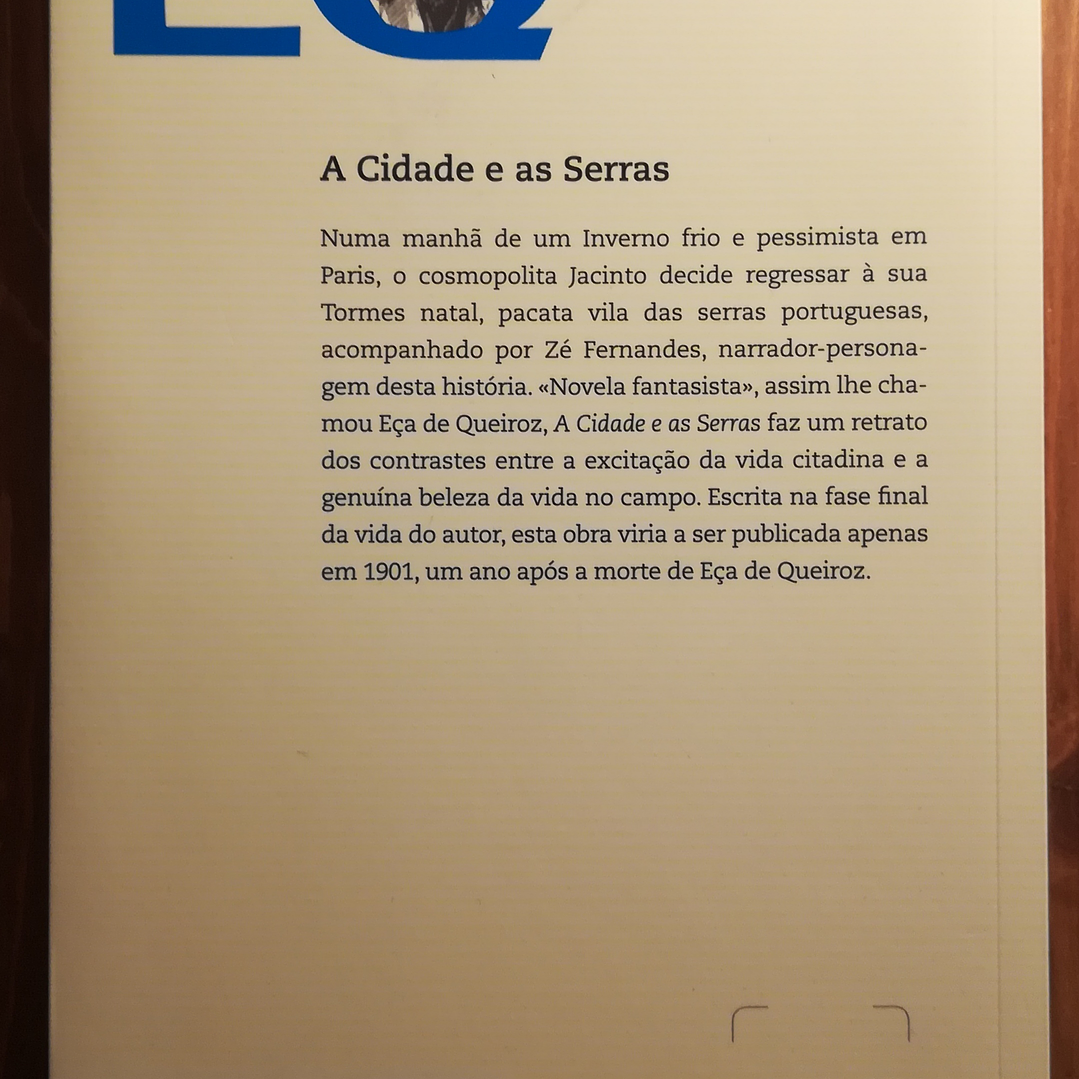 EQ
A Cidade e as Serras
Numa manhã de um Inverno frio e pessimista em
Paris, o cosmopolita Jacinto decide regressar à sua
Tormes natal, pacata vila das serras portuguesas,
acompanhado por Zé Fernandes, narrador-persona-
gem desta história. «Novela fantasista», assim lhe cha-
mou Eça de Queiroz, A Cidade e as Serras faz um retrato
dos contrastes entre a excitação da vida citadina e a
genuína beleza da vida no campo. Escrita na fase final
da vida do autor, esta obra viria a ser publicada apenas
em 1901, um ano após a morte de Eça de Queiroz.